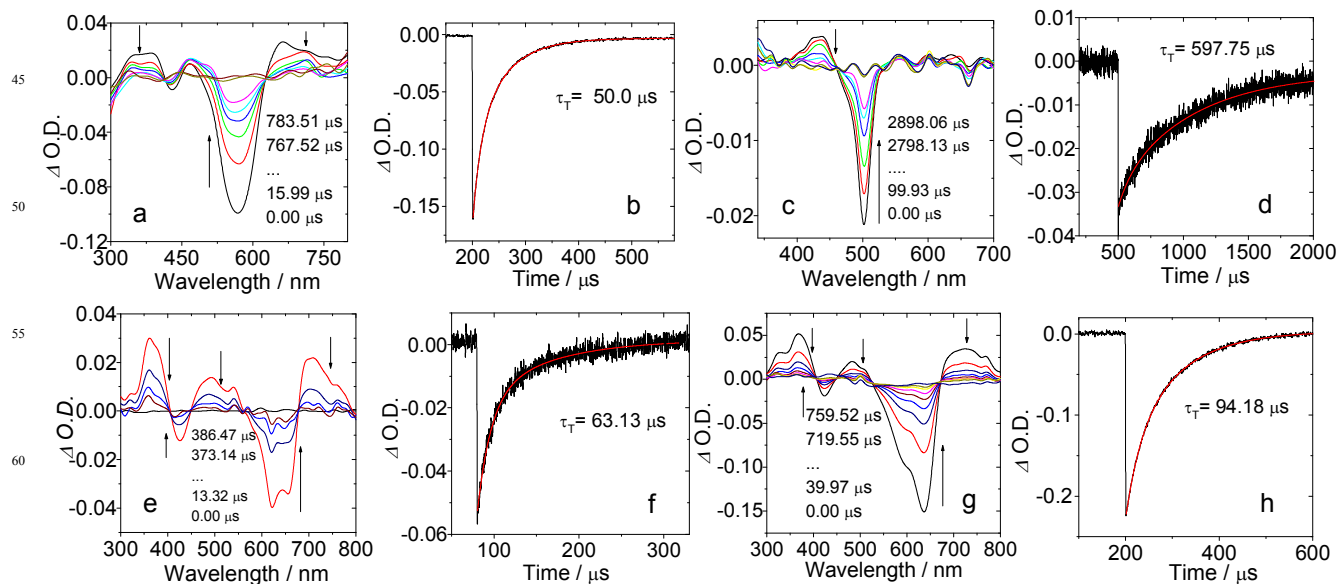 45
50
55
60
0.04
0.00
-0.04
-0.08
-0.12
Δ O.D.
783.51 μs
767.52 μs
...
15.99 μs
0.00 μs
a
300 450 600 750
Wavelength / nm
0.00
-0.05
-0.10
-0.15
Δ O.D.
τT= 50.0 μs
b
200 300 400 500
Time / μs
0.00
-0.01
-0.02
Δ O.D.
2898.06 μs
2798.13 μs
....
99.93 μs
0.00 μs
c
400 500 600 700
Wavelength / nm
0.01
0.00
-0.01
-0.02
-0.03
-0.04
Δ O.D.
τT= 597.75 μs
d
500 1000 1500 2000
Time / μs
0.04
0.02
0.00
-0.02
-0.04
Δ O.D.
386.47 μs
373.14 μs
...
13.32 μs
0.00 μs
e
300 400 500 600 700 800
Wavelength / nm
0.00
-0.02
-0.04
-0.06
Δ O.D.
τT= 63.13 μs
f
100 200 300
Time / μs
0.05
0.00
-0.05
-0.10
-0.15
Δ O.D.
759.52 μs
719.55 μs
...
39.97 μs
0.00 μs
g
300 400 500 600 700 800
Wavelength / nm
0.0
-0.1
-0.2
Δ O.D.
τT= 94.18 μs
h
200 400 600
Time / μs